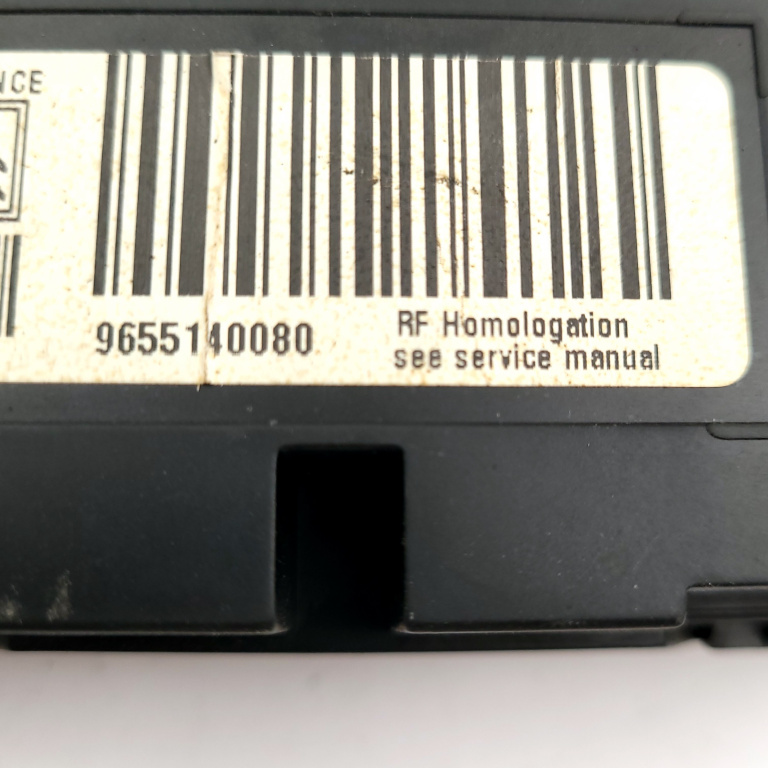 NCE
9655140080
RF Homologation
see service manual